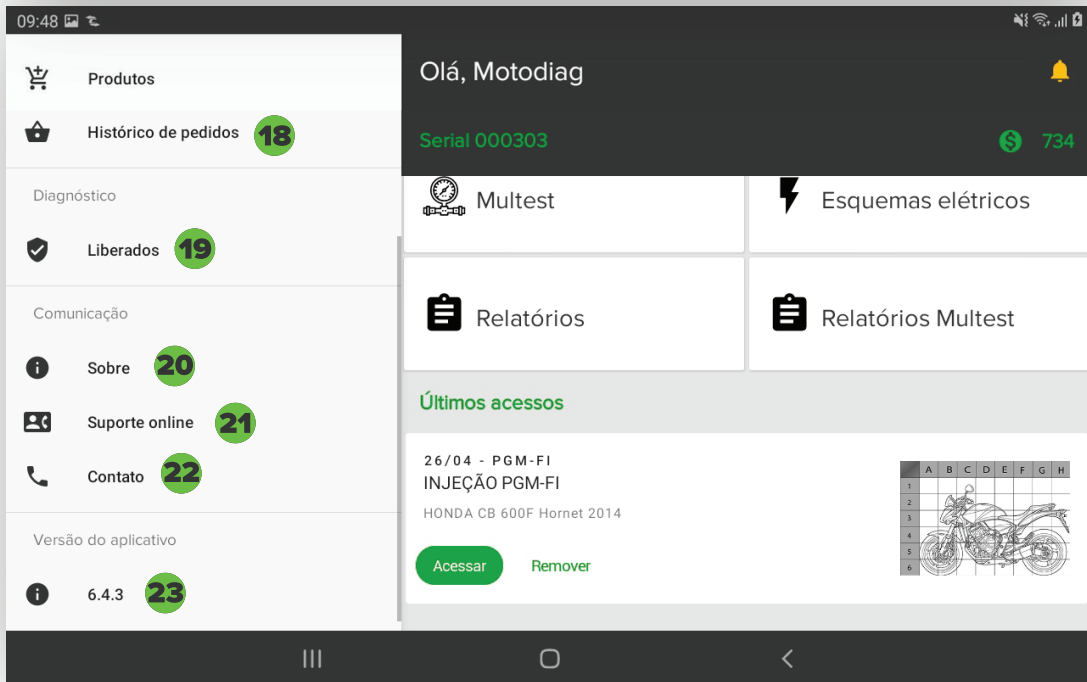 09:48
Produtos
Histórico de pedidos 18
Diagnóstico
Liberados 19
Comunicação
Sobre 20
Suporte online 21
Contato 22
Versão do aplicativo
6.4.3 23
Olá, Motodiag
Serial 000303
$ 734
Multest
Esquemas elétricos
Relatórios
Relatórios Multest
Últimos acessos
26/04 - PGM-FI
INJEÇÃO PGM-FI
HONDA CB 600F Hornet 2014
Acessar Remover
A B C D E F G H
1
2
3
4
5
6